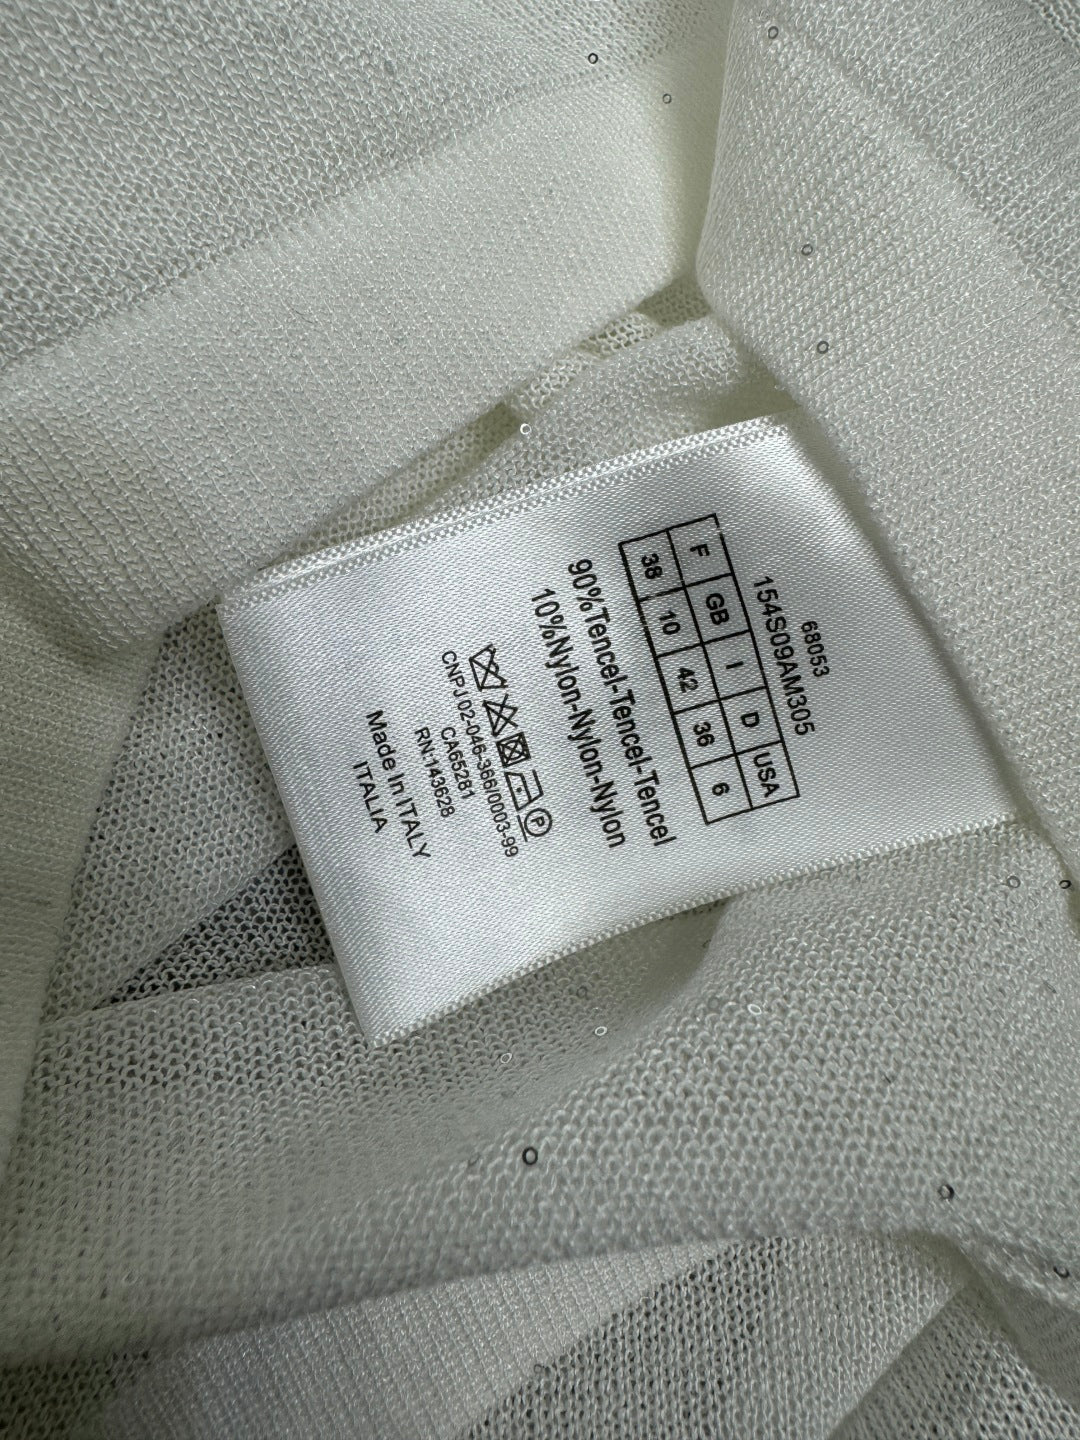 68053
154S09AM305
F GB I D USA
38 10 42 36 6
90%Tencel-Tencel-Tencel
10%Nylon-Nylon-Nylon
P
CNPJ 02-046-366/0003-99
CA65281
RN:143628
Made In ITALY
ITALIA